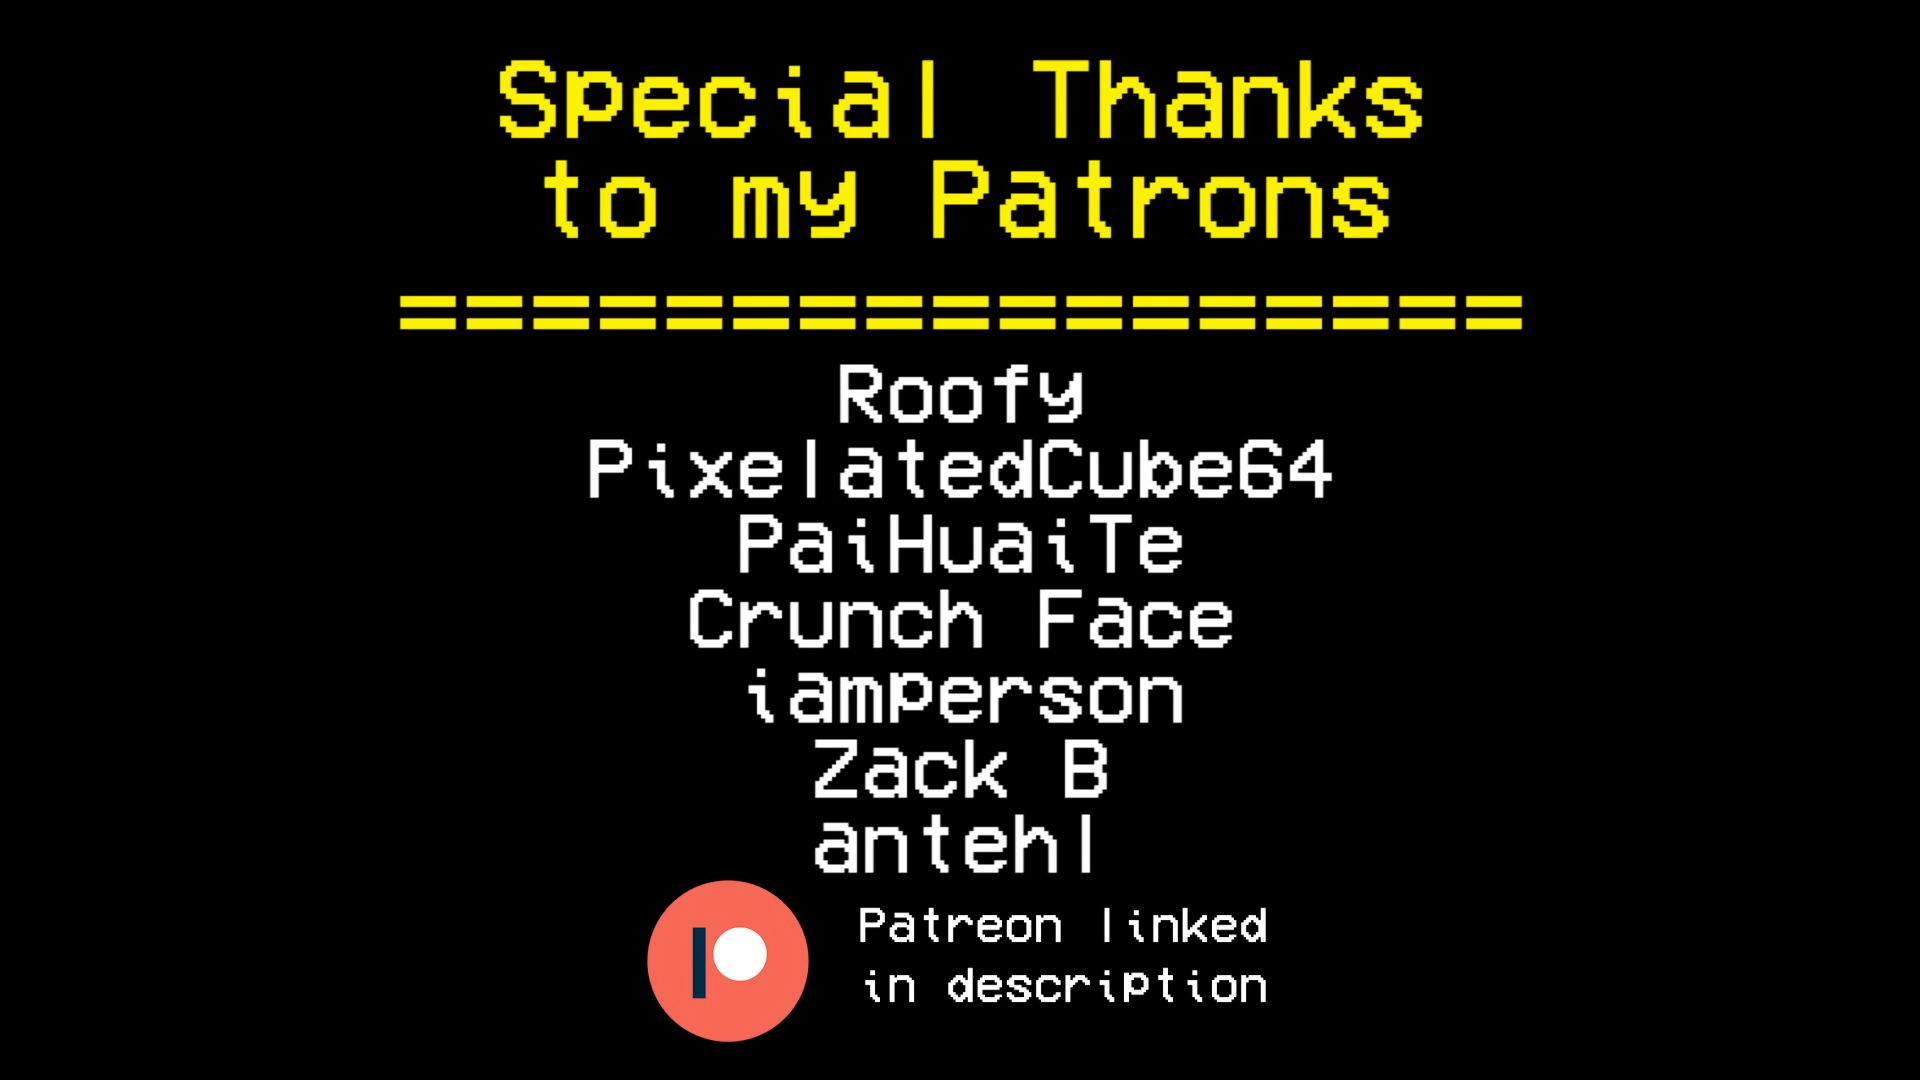 Special Thanks
to my Patrons
=================
Roofy
PixelatedCube64
PaiHuaiTe
Crunch Face
iamperson
Zack B
antehl
Patreon linked
in description